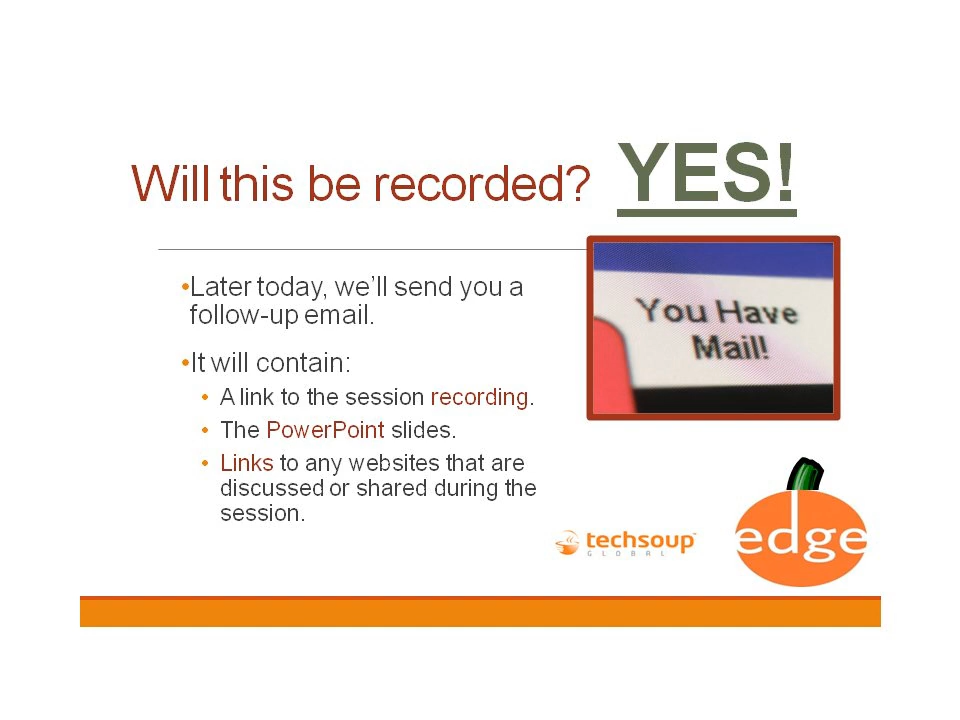 Will this be recorded? YES!
•Later today, we'll send you a
follow-up email.
•It will contain:
• A link to the session recording.
• The PowerPoint slides.
• Links to any websites that are
discussed or shared during the
session.
You Have
Mail!
techsoup™
GLOBAL
edge